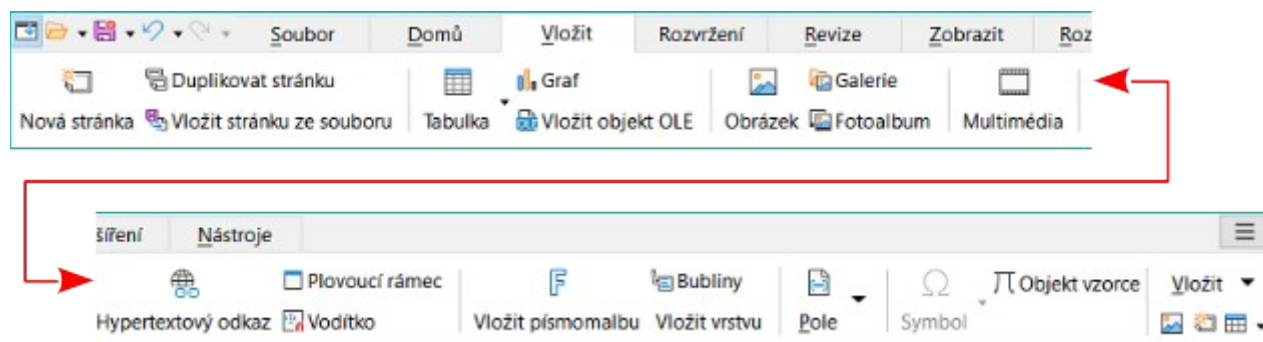 Soubor Domů Vložit Rozvržení Revize Zobrazit Roz
Duplikovat stránku Graf Galerie
Nová stránka Vložit stránku ze souboru Tabulka Vložit objekt OLE Obrázek Fotoalbum Multimédia
šíření Nástroje
Plovoucí rámec Bubliny Objekt vzorce Vložit
Hypertextový odkaz Vodítko Vložit písmomalbu Vložit vrstvu Pole Symbol